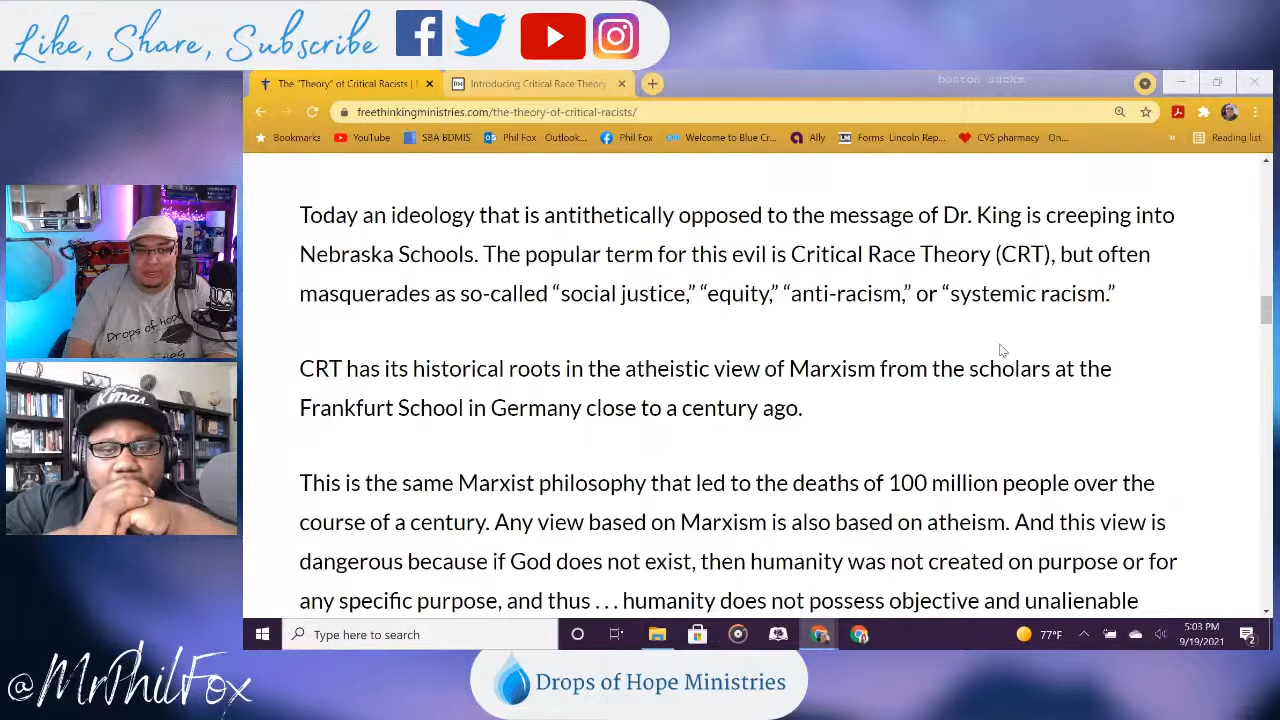 Like, Share, Subscribe
The "Theory" of Critical Racists |
Introducing Critical Race Theory
boston sucks
freethinkingministries.com/the-theory-of-critical-racists/
Bookmarks YouTube SBA BDMIS Phil Fox - Outlook... Phil Fox Welcome to Blue Cr... Ally Forms Lincoln Rep... CVS pharmacy On... » Reading list
Today an ideology that is antithetically opposed to the message of Dr. King is creeping into
Nebraska Schools. The popular term for this evil is Critical Race Theory (CRT), but often
masquerades as so-called “social justice,” “equity,” “anti-racism,” or “systemic racism.”
CRT has its historical roots in the atheistic view of Marxism from the scholars at the
Frankfurt School in Germany close to a century ago.
This is the same Marxist philosophy that led to the deaths of 100 million people over the
course of a century. Any view based on Marxism is also based on atheism. And this view is
dangerous because if God does not exist, then humanity was not created on purpose or for
any specific purpose, and thus . . . humanity does not possess objective and unalienable
Drops of Hope
Kings
Type here to search
77°F
5:03 PM
9/19/2021
2
@MrPhilFox
Drops of Hope Ministries